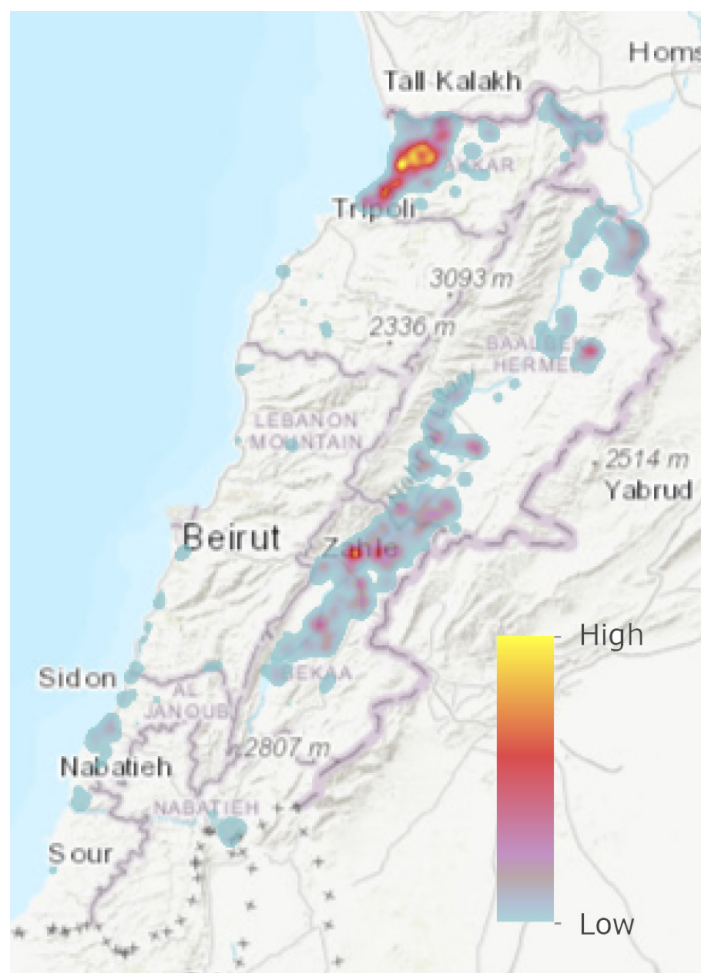 Homs
Tall Kalakh
AKKAR
Tripoli
3093 m
2336 m
BAALBEK-
HERMEL
LEBANON
MOUNTAIN
2514 m
Yabrud
Beirut
Zahle
High
BEKAA
Sidon
AL
JANOUB
2807 m
Nabatieh
NABATIEH
Sour
Low